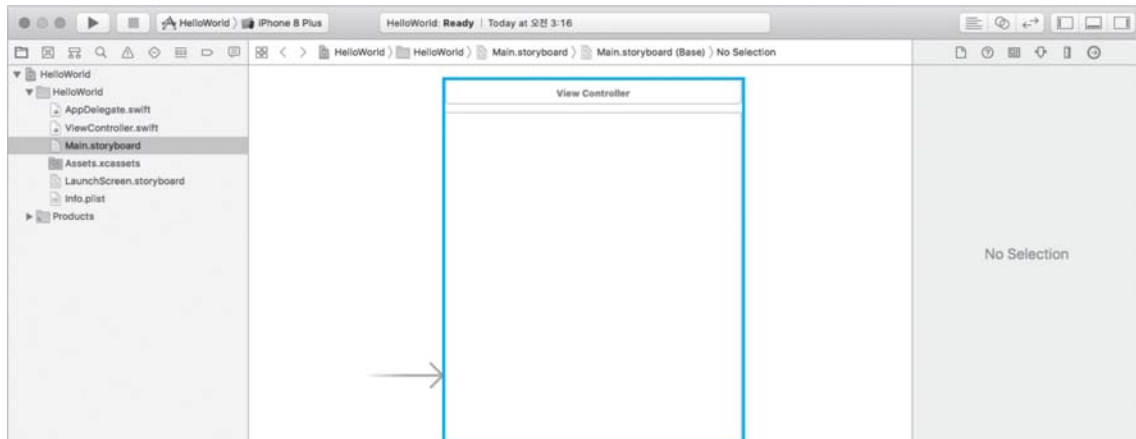 HelloWorld iPhone 8 Plus HelloWorld: Ready | Today at 오전 3:16
HelloWorld HelloWorld Main.storyboard Main.storyboard (Base) No Selection
HelloWorld
HelloWorld
AppDelegate.swift
ViewController.swift
Main.storyboard
Assets.xcassets
LaunchScreen.storyboard
Info.plist
Products
View Controller
No Selection